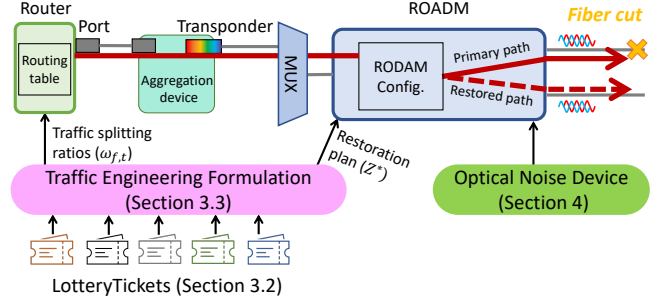 Router
Port
Transponder
ROADM
Fiber cut
Routing
table
Aggregation
device
MUX
RODAM
Config.
Primary path
Restored path
Traffic splitting
ratios (ω_{f,t})
Restoration
plan (Z*)
Traffic Engineering Formulation
(Section 3.3)
Optical Noise Device
(Section 4)
LotteryTickets (Section 3.2)